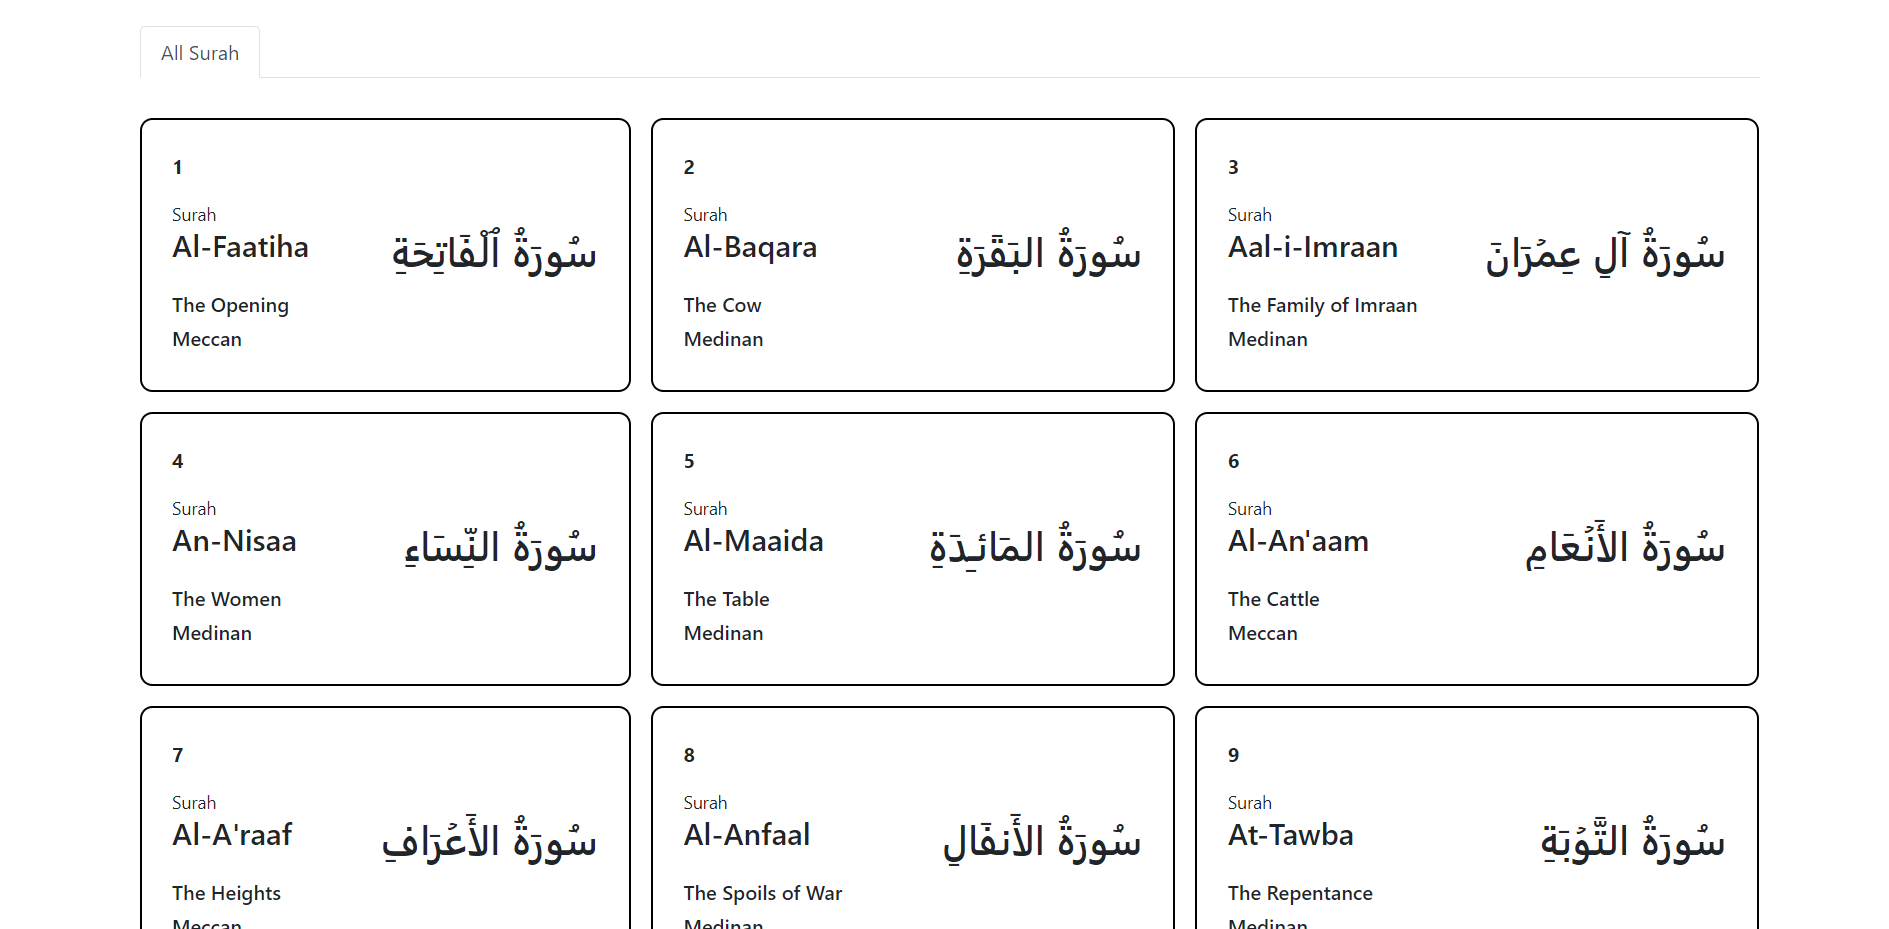 All Surah
1
Surah
Al-Faatiha
سُورَةُ ٱلْفَاتِحَةِ
The Opening
Meccan
2
Surah
Al-Baqara
سُورَةُ البَقَرَةِ
The Cow
Medinan
3
Surah
Aal-i-Imraan
سُورَةُ آلِ عِمۡرَانَ
The Family of Imraan
Medinan
4
Surah
An-Nisaa
سُورَةُ النِّسَاءِ
The Women
Medinan
5
Surah
Al-Maaida
سُورَةُ المَائـِدَةِ
The Table
Medinan
6
Surah
Al-An'aam
سُورَةُ الأَنۡعَامِ
The Cattle
Meccan
7
Surah
Al-A'raaf
سُورَةُ الأَعۡرَافِ
The Heights
Meccan
8
Surah
Al-Anfaal
سُورَةُ الأَنفَالِ
The Spoils of War
Medinan
9
Surah
At-Tawba
سُورَةُ التَّوۡبَةِ
The Repentance
Medinan